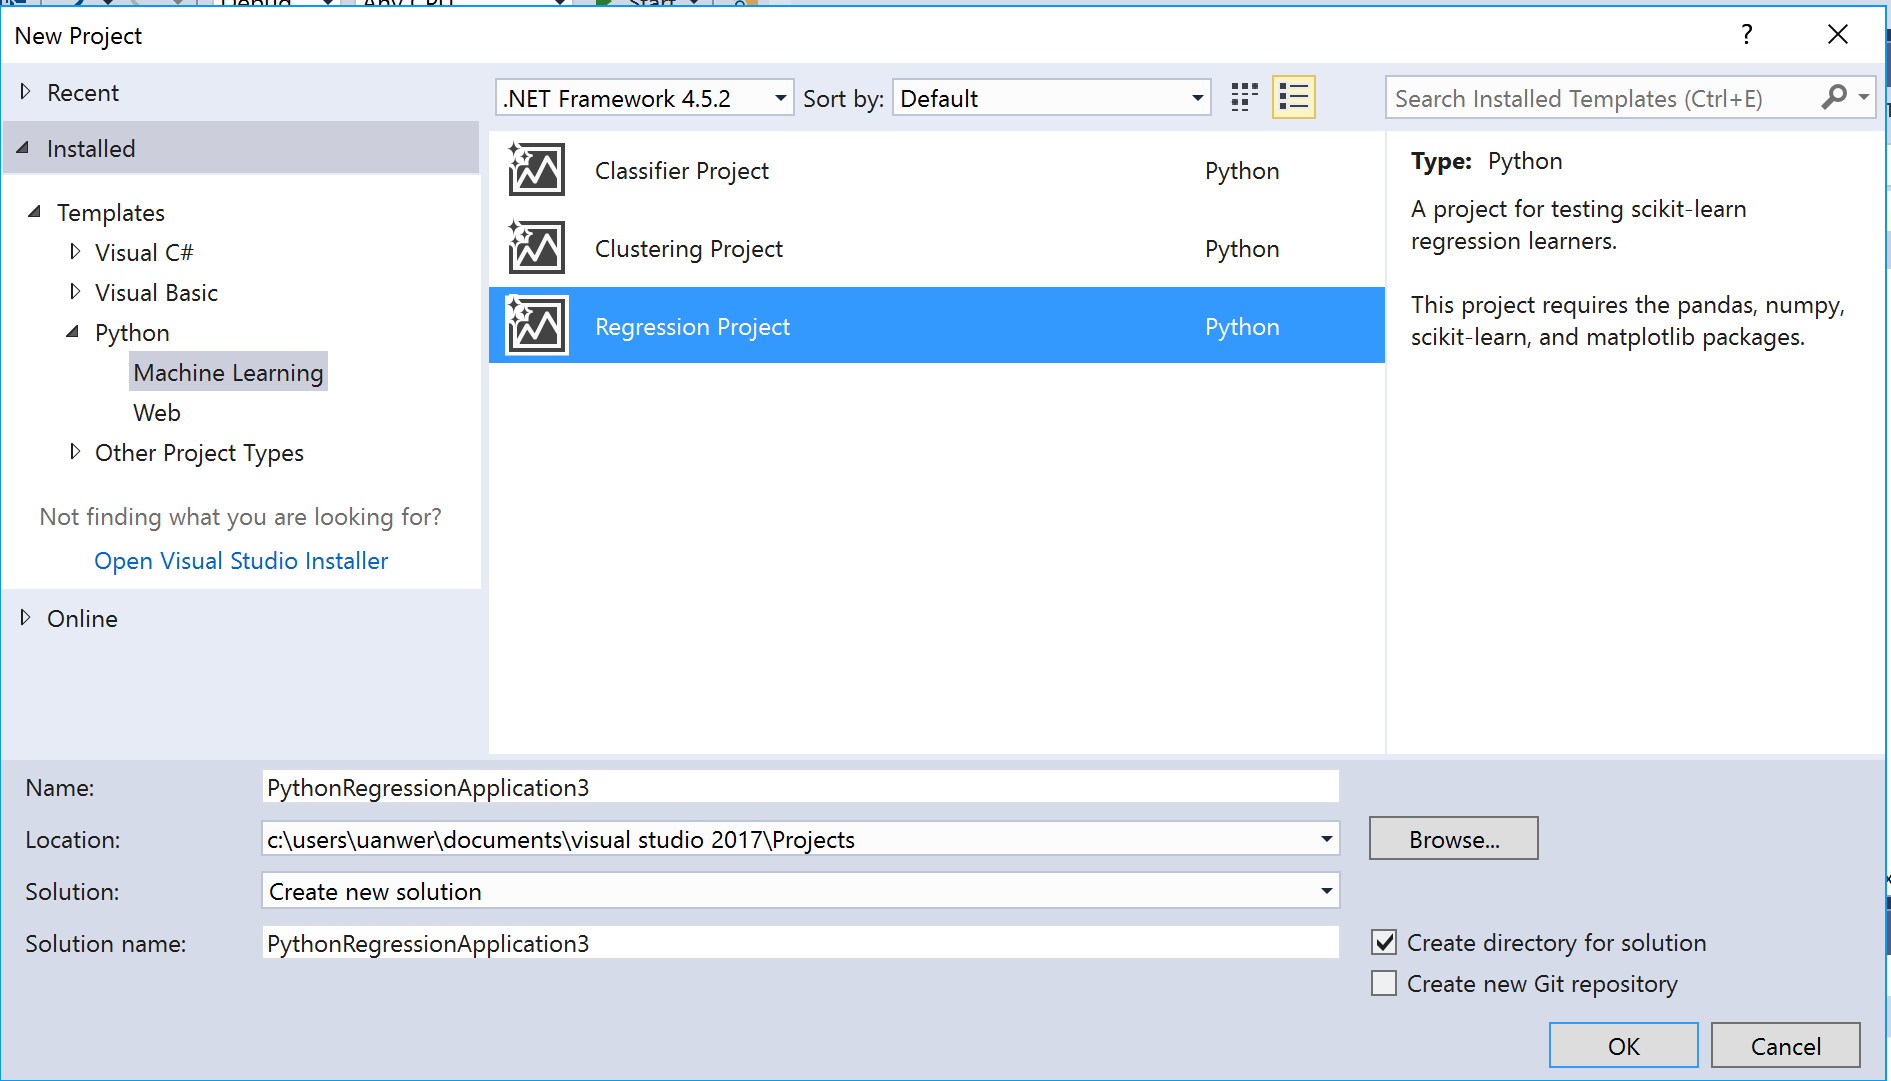 Debug Any CPU Start
New Project ?
Recent
.NET Framework 4.5.2 Sort by: Default Search Installed Templates (Ctrl+E)
Installed
Templates
Visual C#
Visual Basic
Python
Machine Learning
Web
Other Project Types
Not finding what you are looking for?
Open Visual Studio Installer
Online
Classifier Project Python
Clustering Project Python
Regression Project Python
Type: Python
A project for testing scikit-learn
regression learners.
This project requires the pandas, numpy,
scikit-learn, and matplotlib packages.
Name: PythonRegressionApplication3
Location: c:\users\uanwer\documents\visual studio 2017\Projects Browse...
Solution: Create new solution
Solution name: PythonRegressionApplication3
Create directory for solution
Create new Git repository
OK Cancel